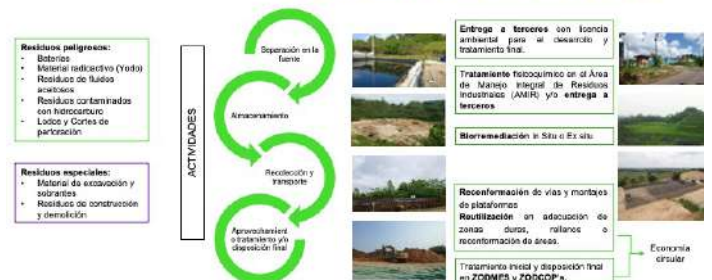 Residuos peligrosos:
- Baterías
- Material radioactivo (Yodo)
- Residuos de fluidos aceitosos
- Residuos contaminados con hidrocarburo
- Lodos y Cortes de perforación
Residuos especiales:
- Material de excavación y sobrantes
- Residuos de construcción y demolición
ACTIVIDADES
Separación en la fuente
Almacenamiento
Recolección y transporte
Aprovechamient o tratamiento y/o disposición final
Entrega a terceros con licencia ambiental para el desarrollo y tratamiento final.
Tratamiento fisicoquímico en el Área de Manejo Integral de Residuos Industriales (AMIR) y/o entrega a terceros
Biorremediación In Situ o Ex situ
Reconformación de vías y montajes de plataformas
Reutilización en adecuación de zonas duras, rellenos o reconformación de áreas.
Tratamiento inicial y disposición final en ZODMES y ZODCOP's.
Economía circular